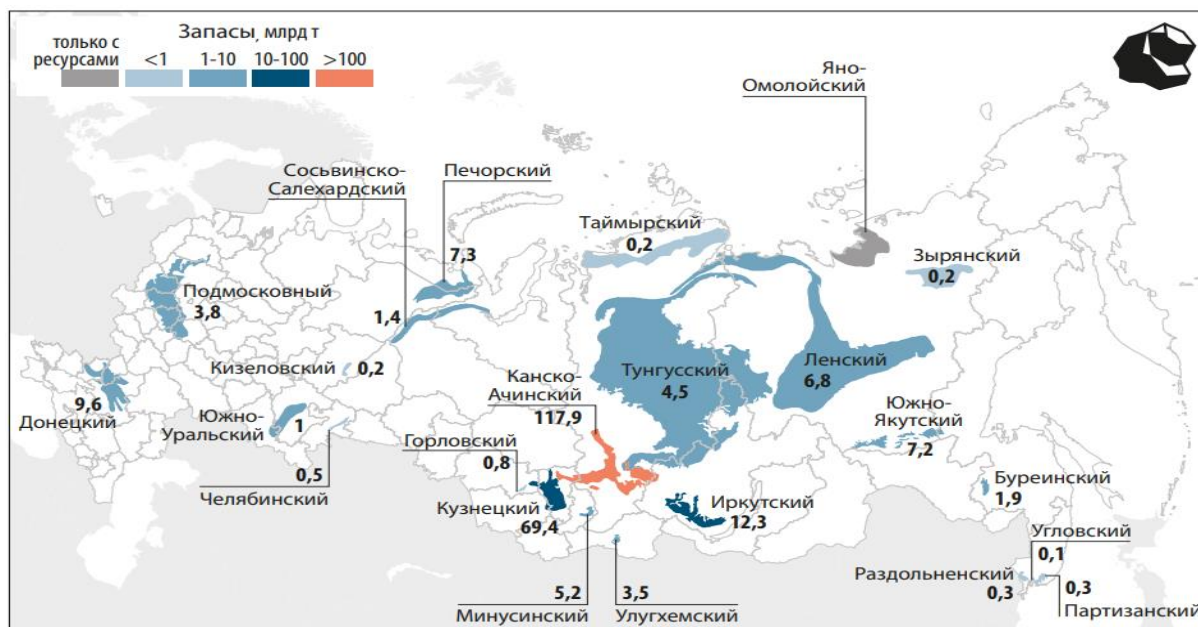 Запасы, млрд т
только с
ресурсами
<1
1-10
10-100
>100
Яно-
Омолойский
Сосьвинско-
Салехардский
1,4
Печорский
7,3
Таймырский
0,2
Зырянский
0,2
Подмосковный
3,8
Кизеловский
0,2
Тунгусский
4,5
Ленский
6,8
Канско-
Ачинский
117,9
9,6
Донецкий
Южно-
Уральский
1
0,5
Челябинский
Горловский
0,8
Кузнецкий
69,4
Иркутский
12,3
Южно-
Якутский
7,2
Буреинский
1,9
Угловский
0,1
Раздольненский
0,3
0,3
Партизанский
5,2
Минусинский
3,5
Улугхемский